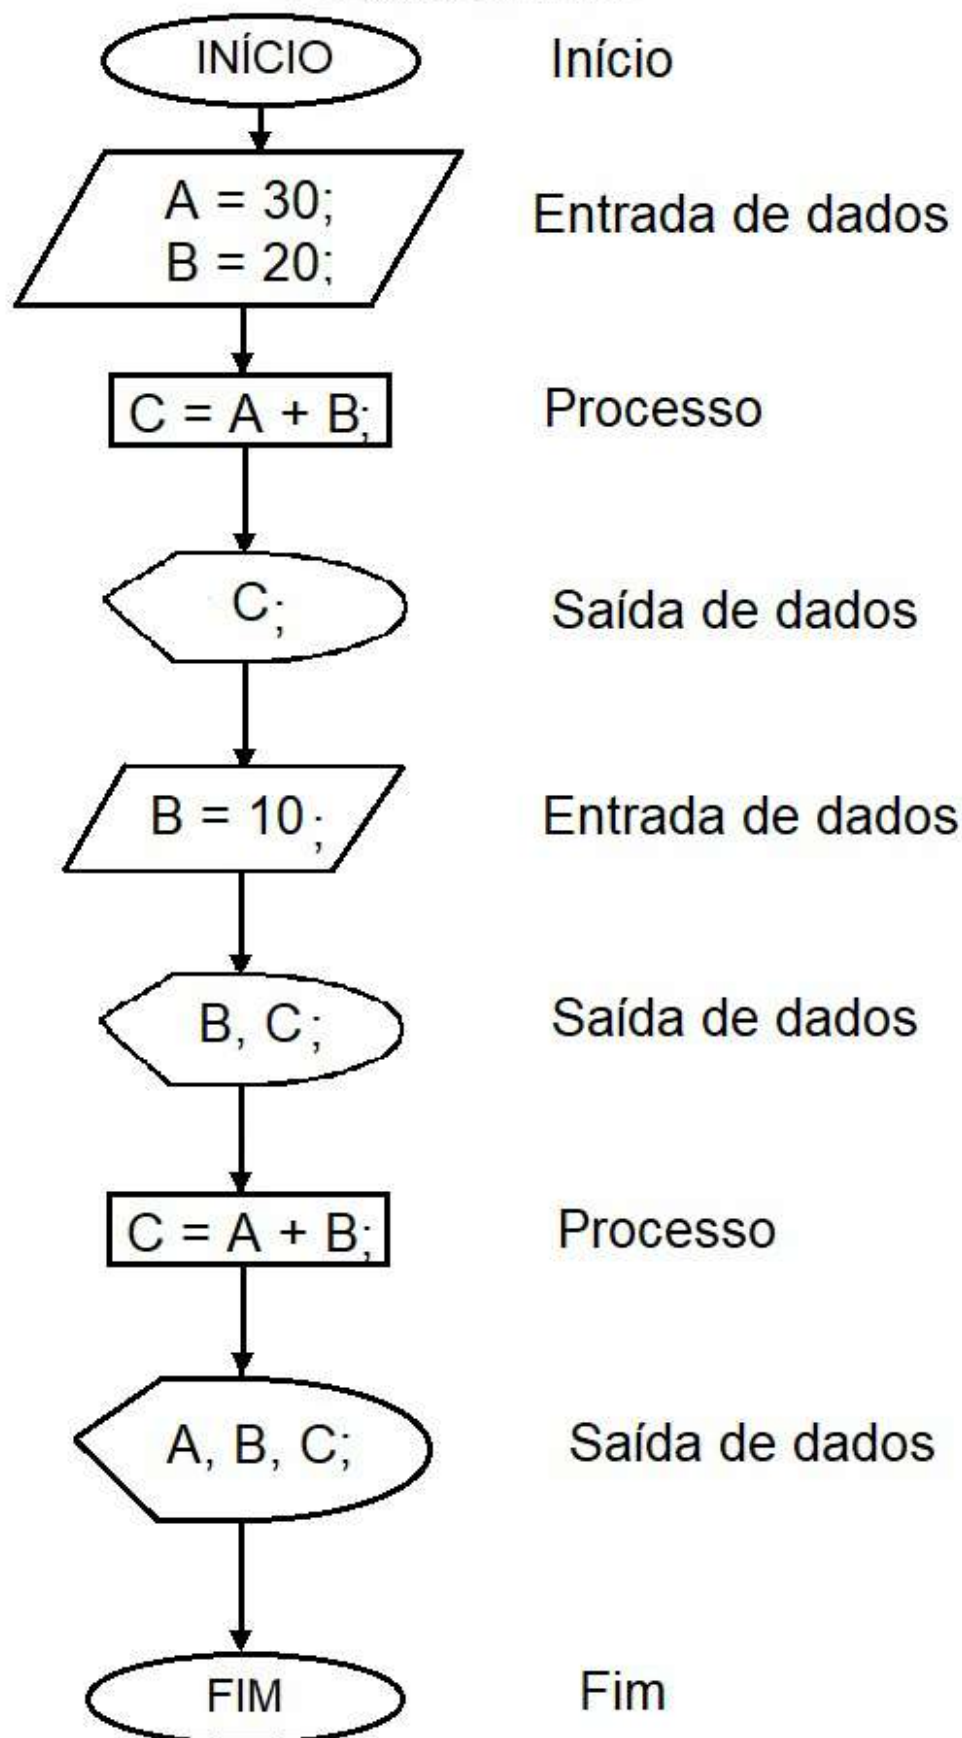 INÍCIO Início
A = 30;
B = 20;
Entrada de dados
C = A + B; Processo
C; Saída de dados
B = 10; Entrada de dados
B, C; Saída de dados
C = A + B; Processo
A, B, C; Saída de dados
FIM Fim